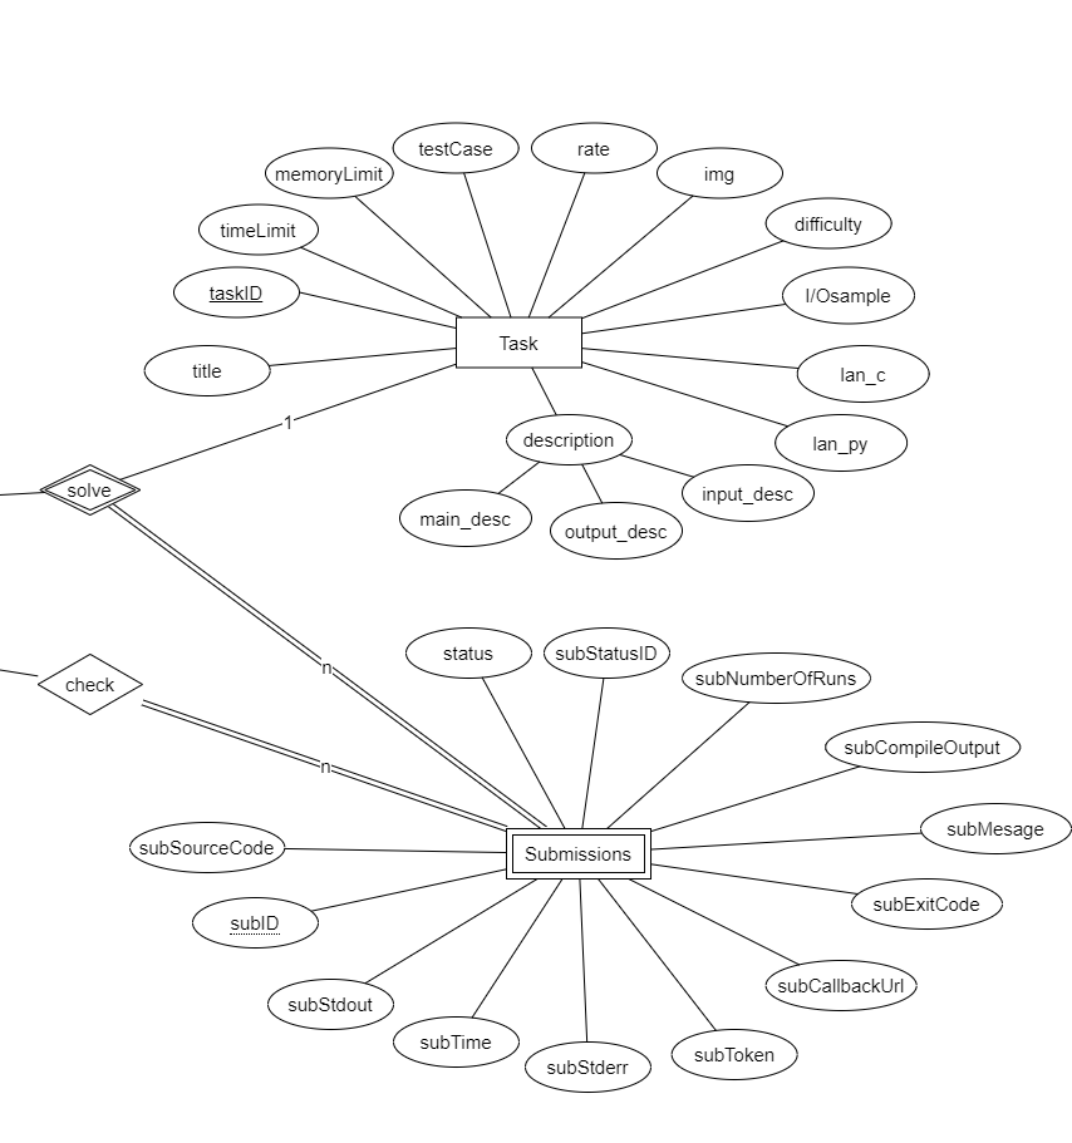 testCase
rate
memoryLimit
img
timeLimit
difficulty
taskID
I/Osample
Task
title
lan_c
1
description
lan_py
solve
input_desc
main_desc
output_desc
status
subStatusID
n
subNumberOfRuns
check
subCompileOutput
n
subMesage
subSourceCode
Submissions
subExitCode
subID
subCallbackUrl
subStdout
subTime
subToken
subStderr